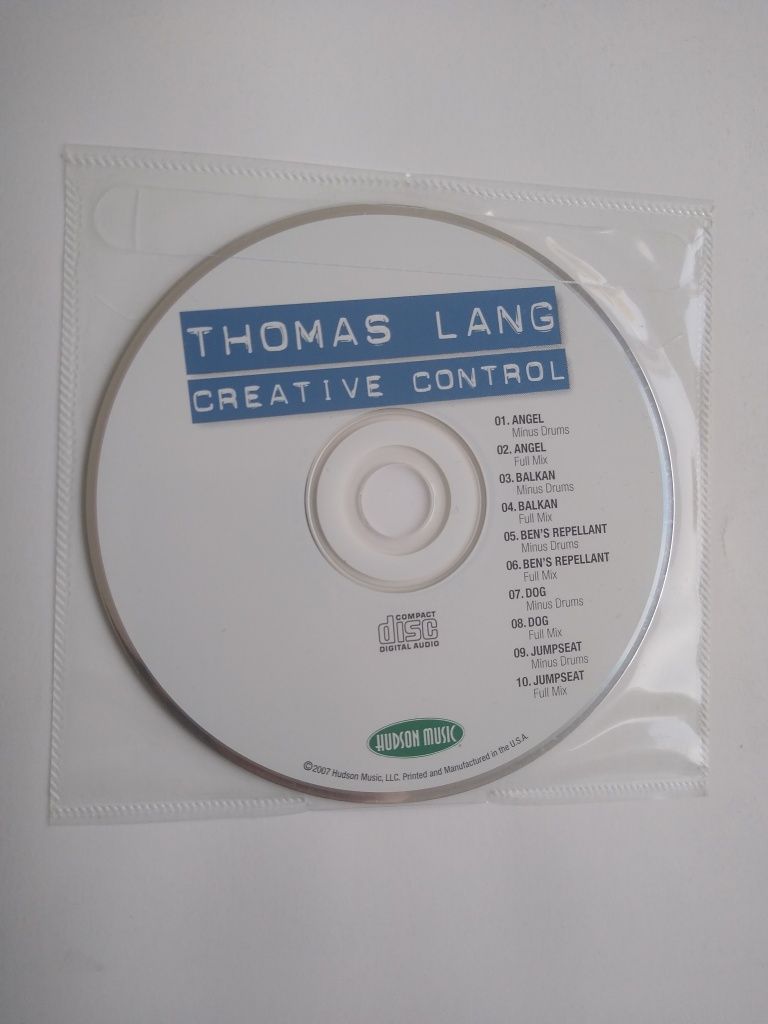 THOMAS LANG
CREATIVE CONTROL
01. ANGEL
Minus Drums
02. ANGEL
Full Mix
03. BALKAN
Minus Drums
04. BALKAN
Full Mix
05. BEN'S REPELLANT
Minus Drums
06. BEN'S REPELLANT
Full Mix
07. DOG
Minus Drums
08. DOG
Full Mix
09. JUMPSEAT
Minus Drums
10. JUMPSEAT
Full Mix
COMPACT
disc
DIGITAL AUDIO
HUDSON MUSIC
©2007 Hudson Music, LLC. Printed and Manufactured in the U.S.A.